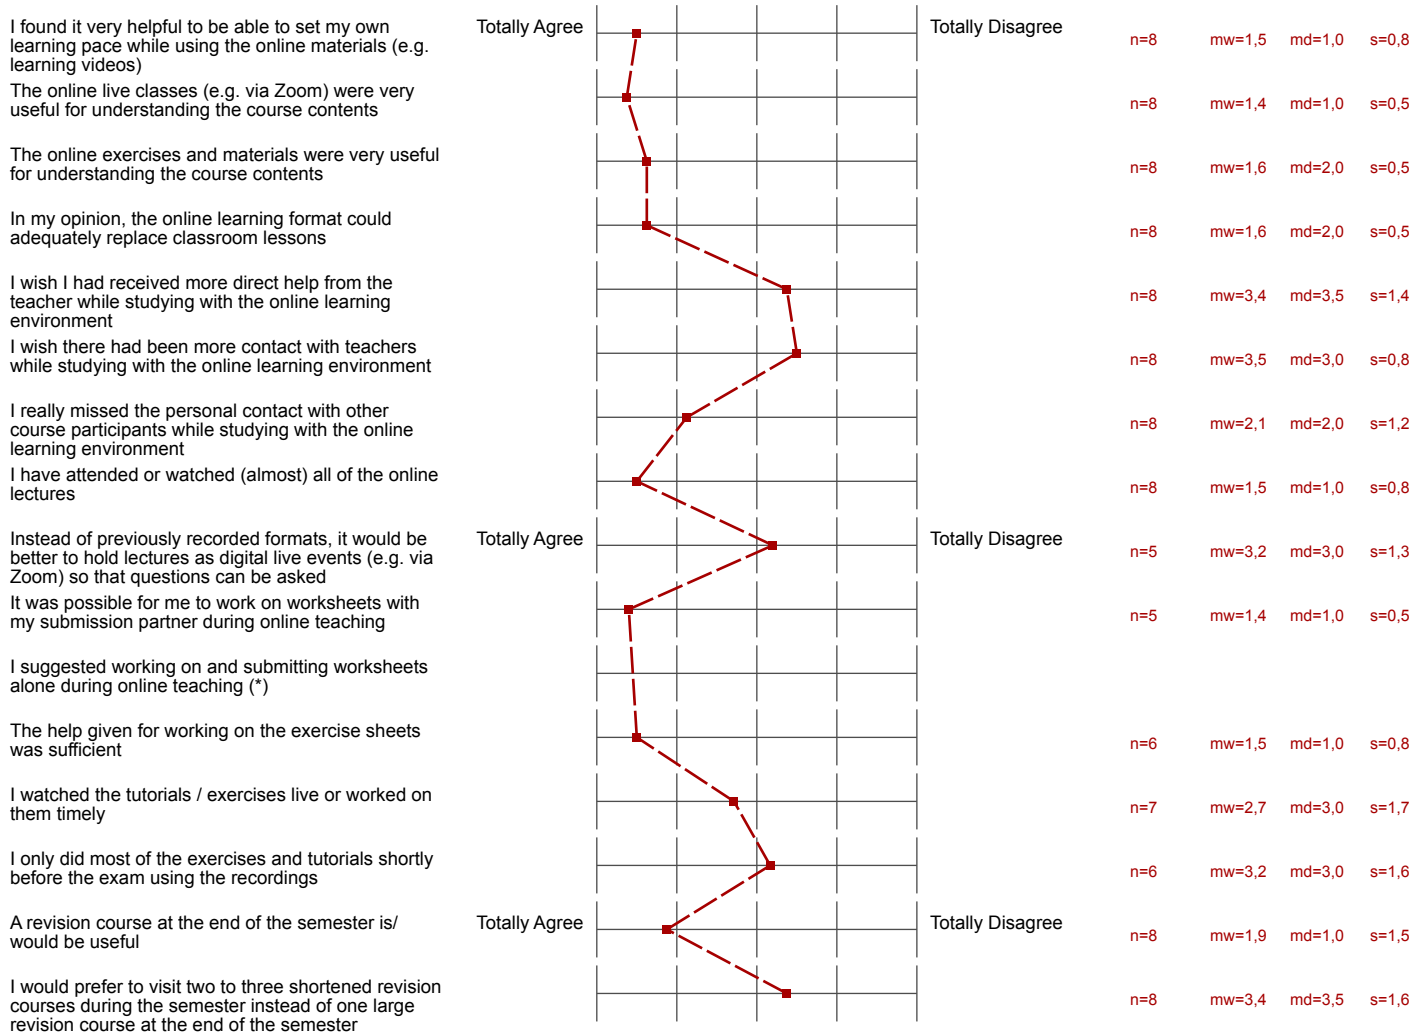 I found it very helpful to be able to set my own
learning pace while using the online materials (e.g.
learning videos)
Totally Agree
Totally Disagree
n=8 mw=1,5 md=1,0 s=0,8
The online live classes (e.g. via Zoom) were very
useful for understanding the course contents
n=8 mw=1,4 md=1,0 s=0,5
The online exercises and materials were very useful
for understanding the course contents
n=8 mw=1,6 md=2,0 s=0,5
In my opinion, the online learning format could
adequately replace classroom lessons
n=8 mw=1,6 md=2,0 s=0,5
I wish I had received more direct help from the
teacher while studying with the online learning
environment
n=8 mw=3,4 md=3,5 s=1,4
I wish there had been more contact with teachers
while studying with the online learning environment
n=8 mw=3,5 md=3,0 s=0,8
I really missed the personal contact with other
course participants while studying with the online
learning environment
n=8 mw=2,1 md=2,0 s=1,2
I have attended or watched (almost) all of the online
lectures
n=8 mw=1,5 md=1,0 s=0,8
Instead of previously recorded formats, it would be
better to hold lectures as digital live events (e.g. via
Zoom) so that questions can be asked
Totally Agree
Totally Disagree
n=5 mw=3,2 md=3,0 s=1,3
It was possible for me to work on worksheets with
my submission partner during online teaching
n=5 mw=1,4 md=1,0 s=0,5
I suggested working on and submitting worksheets
alone during online teaching (*)
The help given for working on the exercise sheets
was sufficient
n=6 mw=1,5 md=1,0 s=0,8
I watched the tutorials / exercises live or worked on
them timely
n=7 mw=2,7 md=3,0 s=1,7
I only did most of the exercises and tutorials shortly
before the exam using the recordings
n=6 mw=3,2 md=3,0 s=1,6
A revision course at the end of the semester is/
would be useful
Totally Agree
Totally Disagree
n=8 mw=1,9 md=1,0 s=1,5
I would prefer to visit two to three shortened revision
courses during the semester instead of one large
revision course at the end of the semester
n=8 mw=3,4 md=3,5 s=1,6